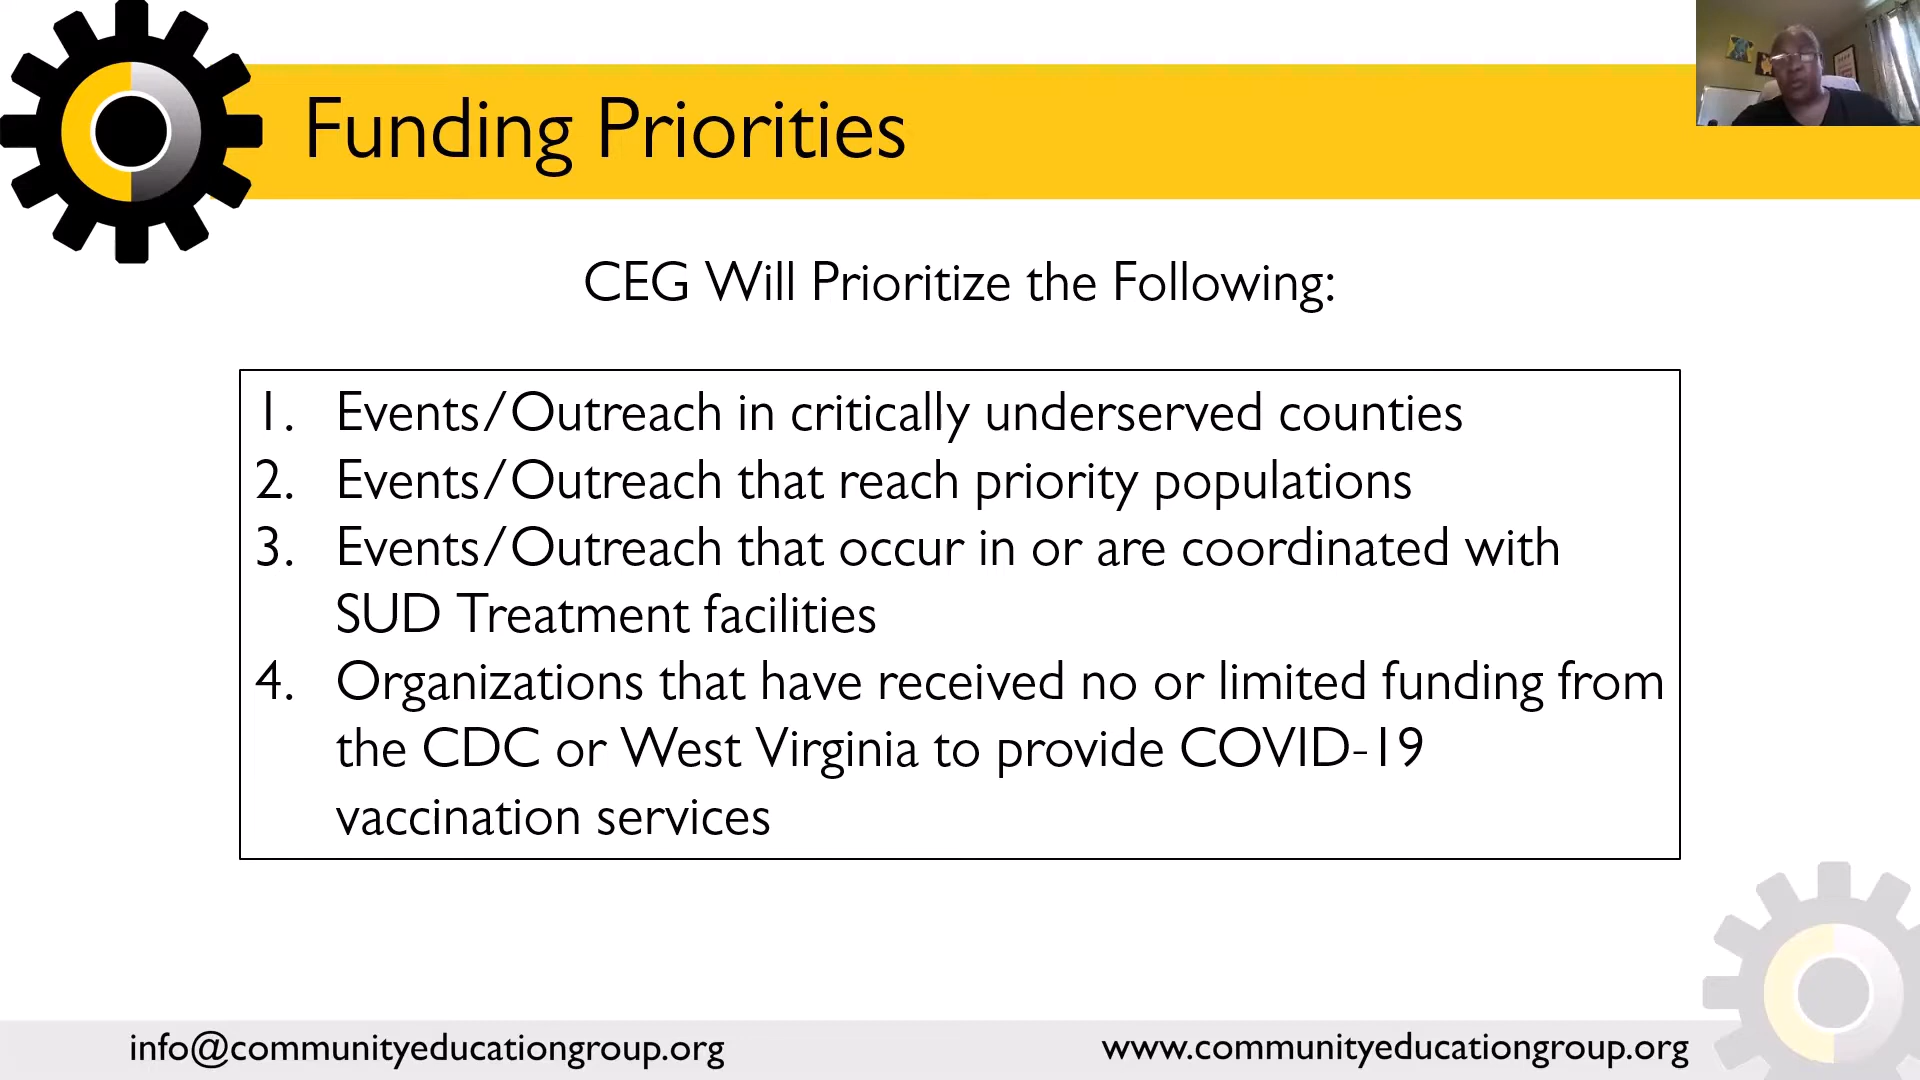 Funding Priorities
CEG Will Prioritize the Following:
1. Events/Outreach in critically underserved counties
2. Events/Outreach that reach priority populations
3. Events/Outreach that occur in or are coordinated with
SUD Treatment facilities
4. Organizations that have received no or limited funding from
the CDC or West Virginia to provide COVID-19
vaccination services
info@communityeducationgroup.org
www.communityeducationgroup.org